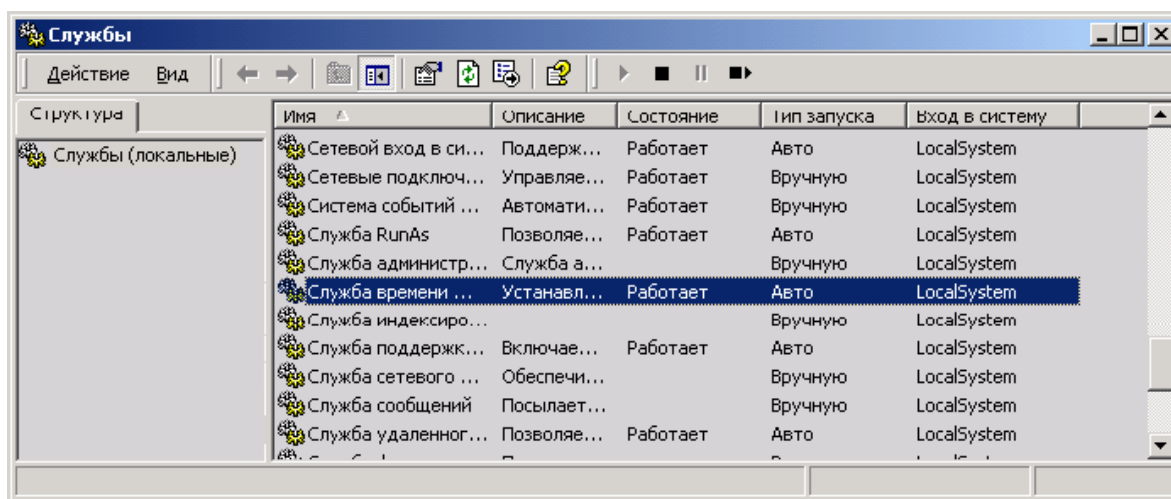 Службы
Действие Вид
Структура
Службы (локальные)
Имя Описание Состояние Тип запуска Вход в систему
Сетевой вход в си... Поддерж... Работает Авто LocalSystem
Сетевые подключ... Управляе... Работает Вручную LocalSystem
Система событий ... Автомати... Работает Вручную LocalSystem
Служба RunAs Позволяе... Работает Авто LocalSystem
Служба администр... Служба а... Вручную LocalSystem
Служба времени ... Устанавл... Работает Авто LocalSystem
Служба индексиро... Вручную LocalSystem
Служба поддержк... Включае... Работает Авто LocalSystem
Служба сетевого ... Обеспечи... Вручную LocalSystem
Служба сообщений Посылает... Вручную LocalSystem
Служба удаленног... Позволяе... Работает Авто LocalSystem